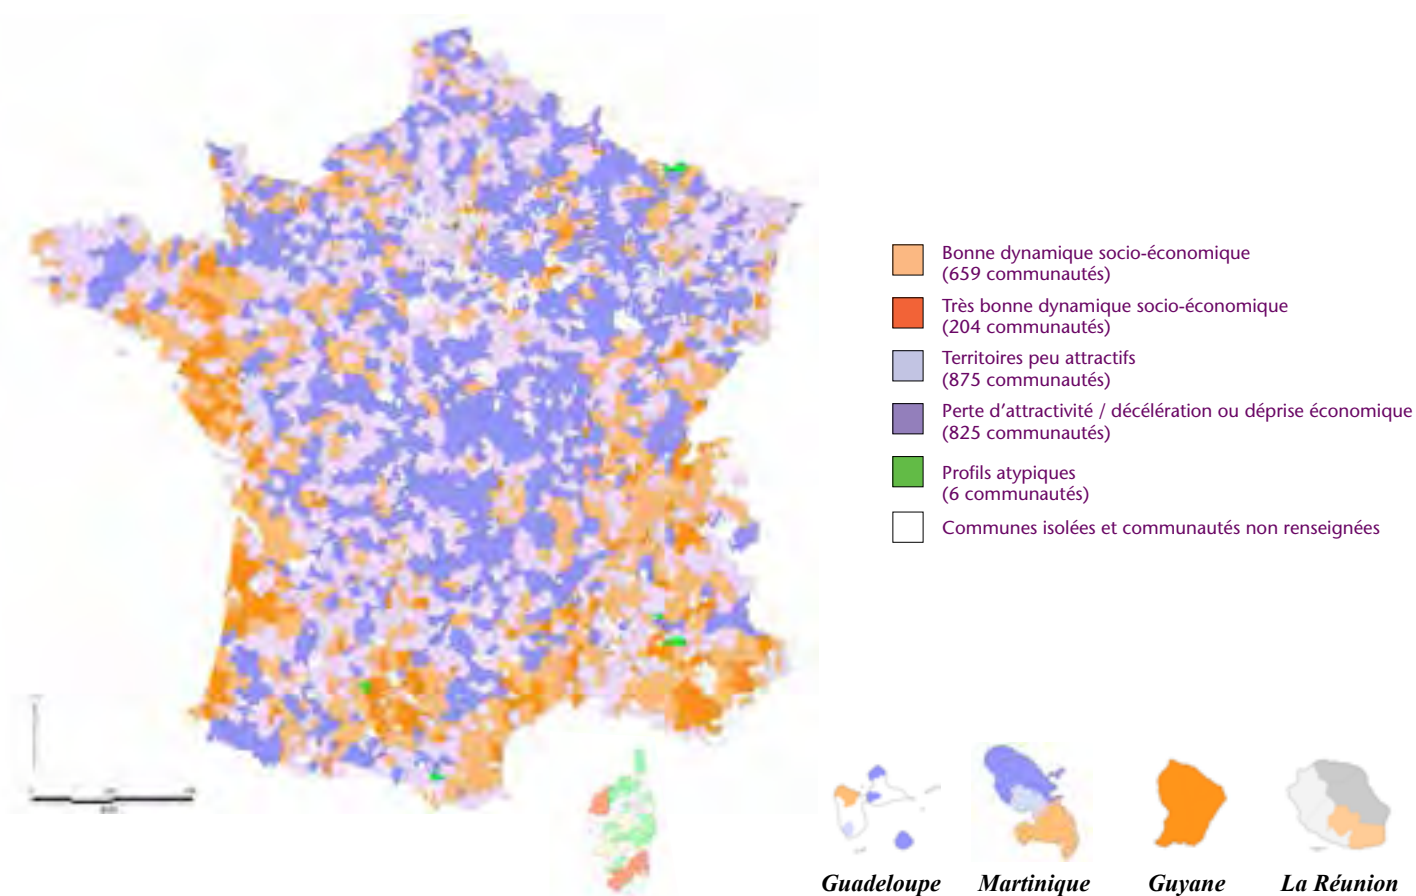 Bonne dynamique socio-économique
(659 communautés)
Très bonne dynamique socio-économique
(204 communautés)
Territoires peu attractifs
(875 communautés)
Perte d'attractivité / décélération ou déprise économique
(825 communautés)
Profils atypiques
(6 communautés)
Communes isolées et communautés non renseignées
Guadeloupe
Martinique
Guyane
La Réunion